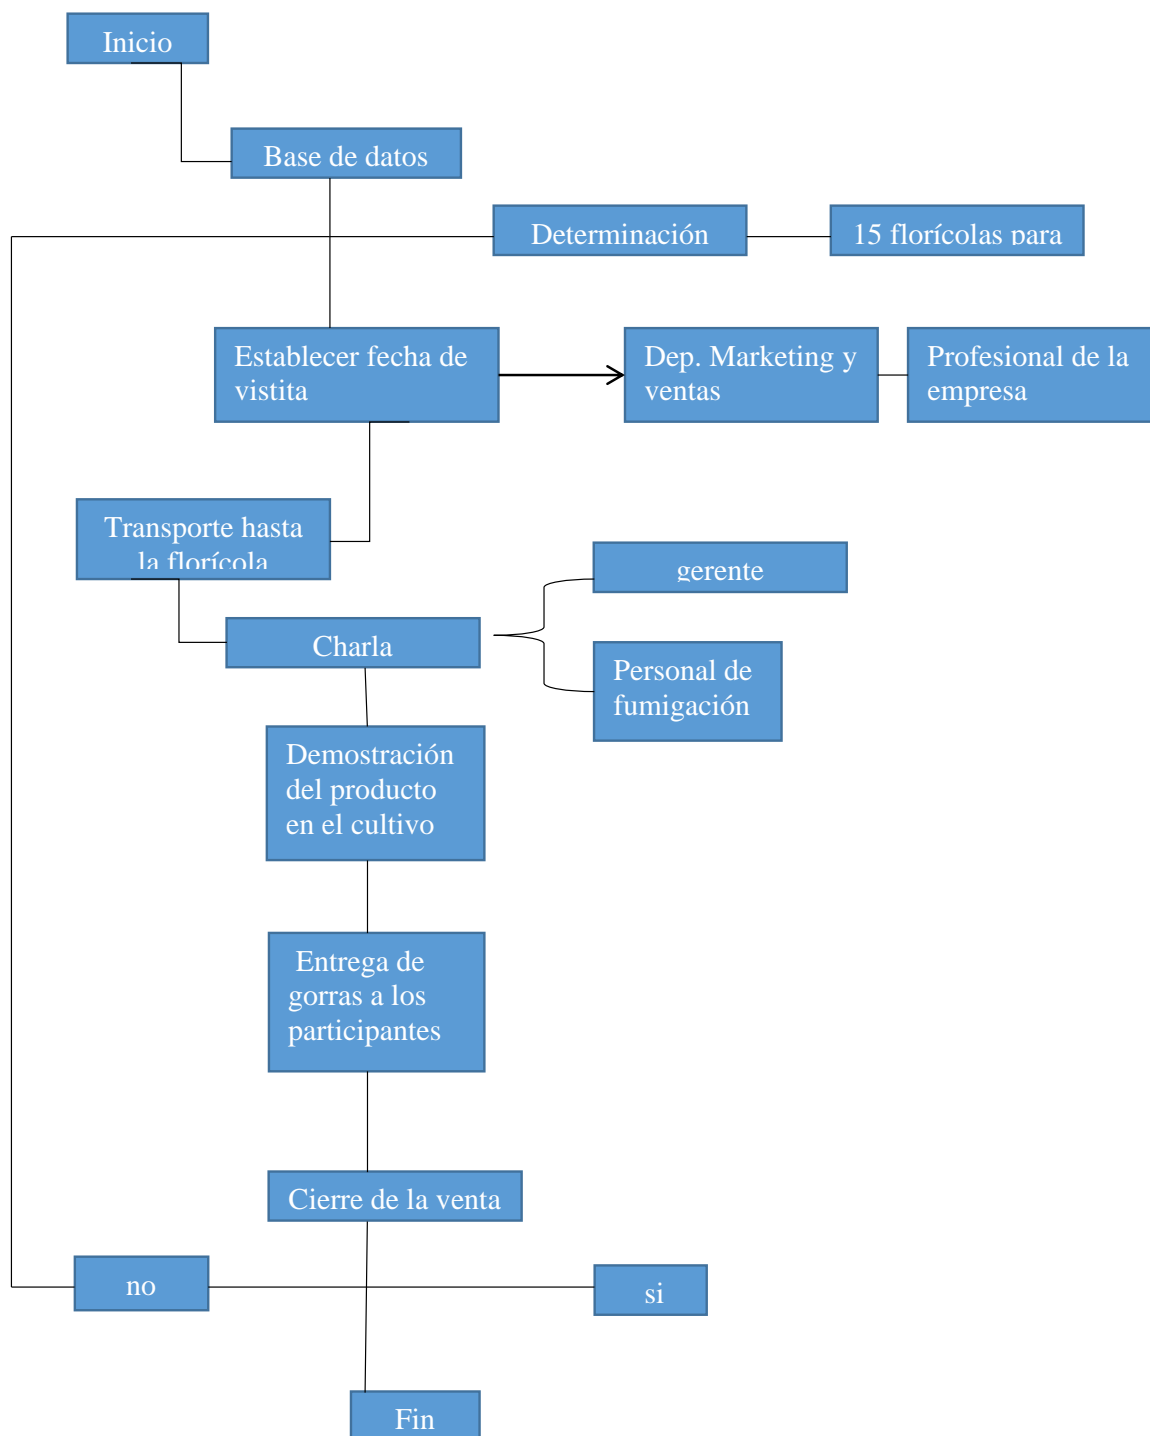 Inicio
Base de datos
Determinación
15 florícolas para
Establecer fecha de
vistita
Dep. Marketing y
ventas
Profesional de la
empresa
Transporte hasta
la florícola
gerente
Charla
Personal de
fumigación
Demostración
del producto
en el cultivo
Entrega de
gorras a los
participantes
Cierre de la venta
no
si
Fin